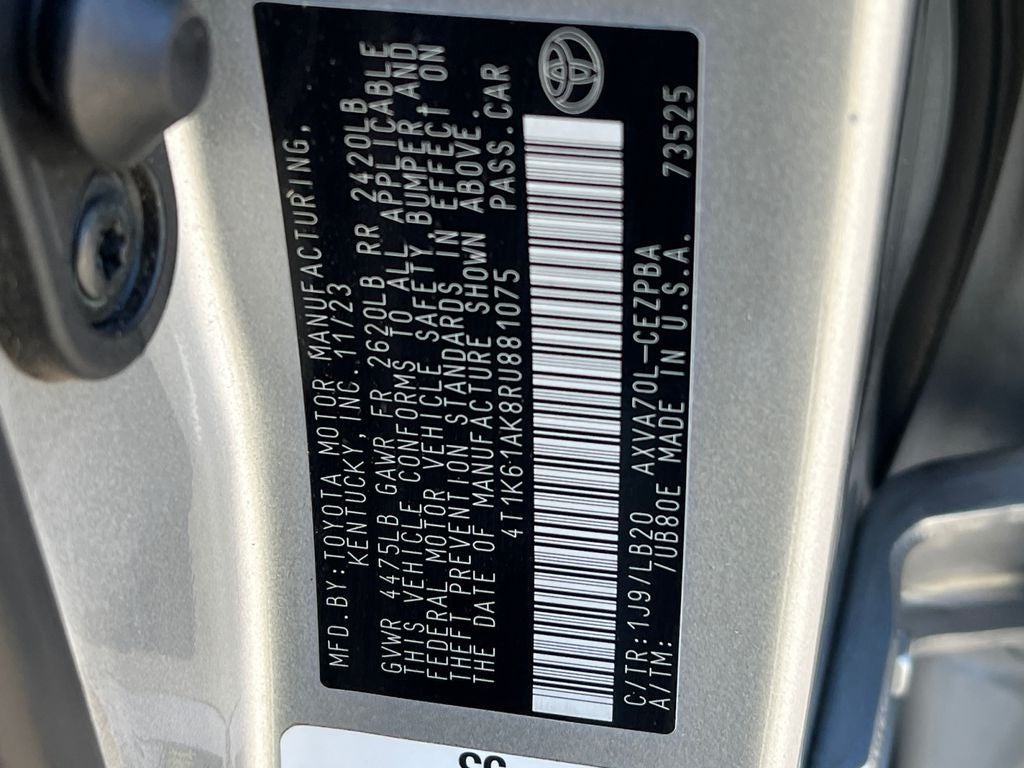 MFD.BY:TOYOTA MOTOR MANUFACTURING,
KENTUCKY, INC. 11/23
GVWR 4475LB GAWR FR 2620LB RR 2420LB
THIS VEHICLE CONFORMS TO ALL APPLICABLE
FEDERAL MOTOR VEHICLE SAFETY, BUMPER AND
THEFT PREVENTION STANDARDS IN EFFECT ON
THE DATE OF MANUFACTURE SHOWN ABOVE.
4T1K61AK8RU881075 PASS.CAR
C/TR:1J9/LB20 AXVA70L-CEZPBA
A/TM: /UB80E MADE IN U.S.A. 73525